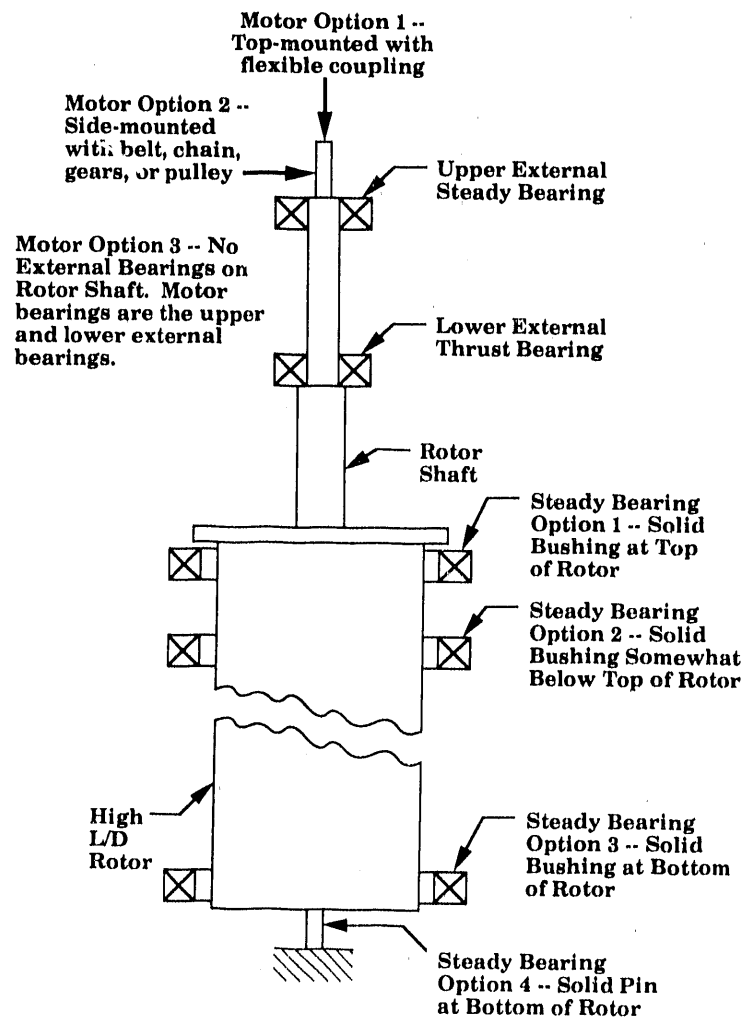 Motor Option 1 --
Top-mounted with
flexible coupling
Motor Option 2 --
Side-mounted
with belt, chain,
gears, or pulley
Upper External
Steady Bearing
Motor Option 3 -- No
External Bearings on
Rotor Shaft. Motor
bearings are the upper
and lower external
bearings.
Lower External
Thrust Bearing
Rotor
Shaft
Steady Bearing
Option 1 -- Solid
Bushing at Top
of Rotor
Steady Bearing
Option 2 -- Solid
Bushing Somewhat
Below Top of Rotor
High
L/D
Rotor
Steady Bearing
Option 3 -- Solid
Bushing at Bottom
of Rotor
Steady Bearing
Option 4 -- Solid Pin
at Bottom of Rotor